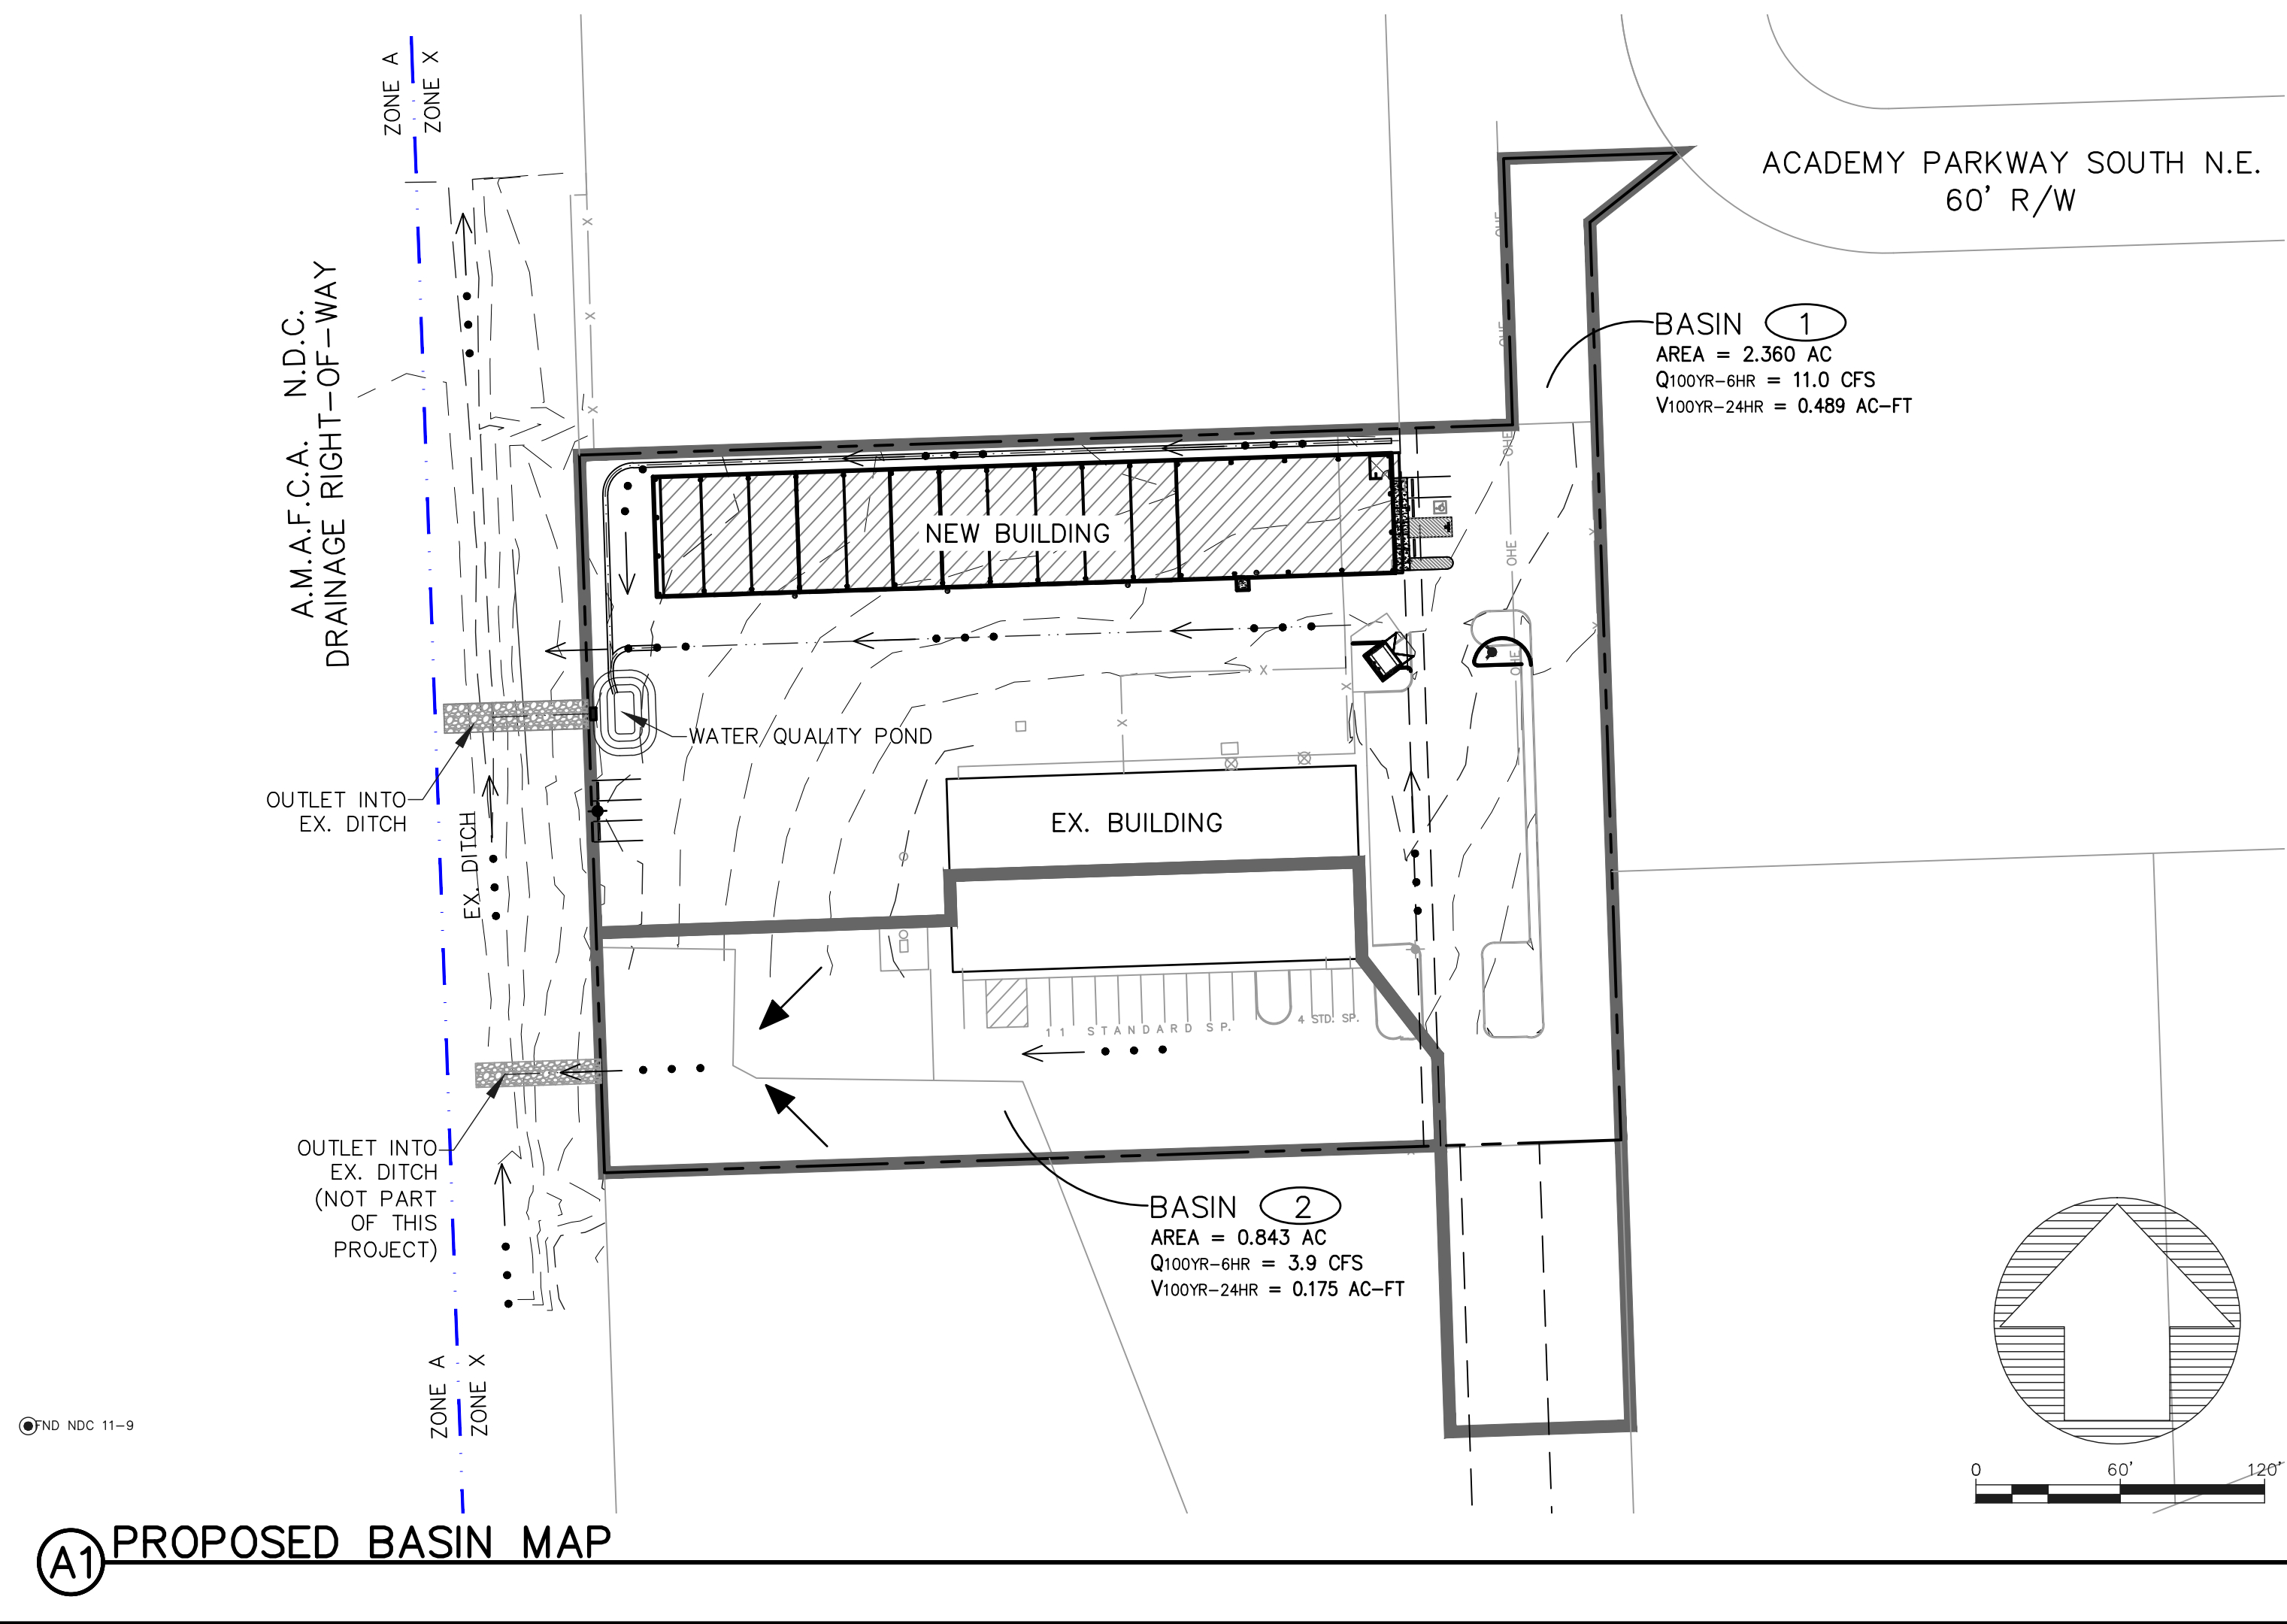 ZONE A
ZONE X
ACADEMY PARKWAY SOUTH N.E.
60' R/W
A.M.A.F.C.A. N.D.C.
DRAINAGE RIGHT-OF-WAY
OHE
OHE
BASIN 1
AREA = 2.360 AC
Q100YR-6HR = 11.0 CFS
V100YR-24HR = 0.489 AC-FT
X
X
X
OHE
NEW BUILDING
OHE
X
X
OHE
X
X
X
WATER QUALITY POND
OUTLET INTO
EX. DITCH
EX. DITCH
EX. BUILDING
11 STANDARD SP.
4 STD. SP.
OUTLET INTO
EX. DITCH
(NOT PART
OF THIS
PROJECT)
BASIN 2
AREA = 0.843 AC
Q100YR-6HR = 3.9 CFS
V100YR-24HR = 0.175 AC-FT
ZONE A
ZONE X
FND NDC 11-9
0 60' 120'
A1 PROPOSED BASIN MAP